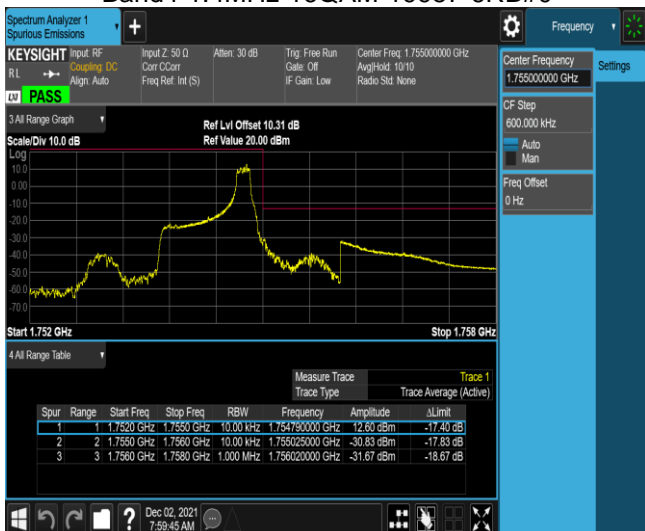 Spectrum Analyzer 1
Spurious Emissions
Frequency
Settings
KEYSIGHT
R L
LXI
PASS
Input: RF
Coupling: DC
Align: Auto
Input Z: 50 Ω
Corr CCorr
Freq Ref: Int (S)
Atten: 30 dB
Trig: Free Run
Gate: Off
IF Gain: Low
Center Freq: 1.755000000 GHz
Avg|Hold: 10/10
Radio Std: None
Center Frequency
1.755000000 GHz
CF Step
600.000 kHz
Auto
Man
Freq Offset
0 Hz
3 All Range Graph
Scale/Div 10.0 dB
Ref Lvl Offset 10.31 dB
Ref Value 20.00 dBm
Log
10.0
0.00
-10.0
-20.0
-30.0
-40.0
-50.0
-60.0
-70.0
Start 1.752 GHz
Stop 1.758 GHz
4 All Range Table
Measure Trace Trace 1
Trace Type Trace Average (Active)
Spur Range Start Freq Stop Freq RBW Frequency Amplitude ΔLimit
1 1 1.7520 GHz 1.7550 GHz 10.00 kHz 1.754790000 GHz 12.60 dBm -17.40 dB
2 2 1.7550 GHz 1.7560 GHz 10.00 kHz 1.755025000 GHz -30.83 dBm -17.83 dB
3 3 1.7560 GHz 1.7580 GHz 1.000 MHz 1.756020000 GHz -31.67 dBm -18.67 dB
?
Dec 02, 2021
7:59:45 AM